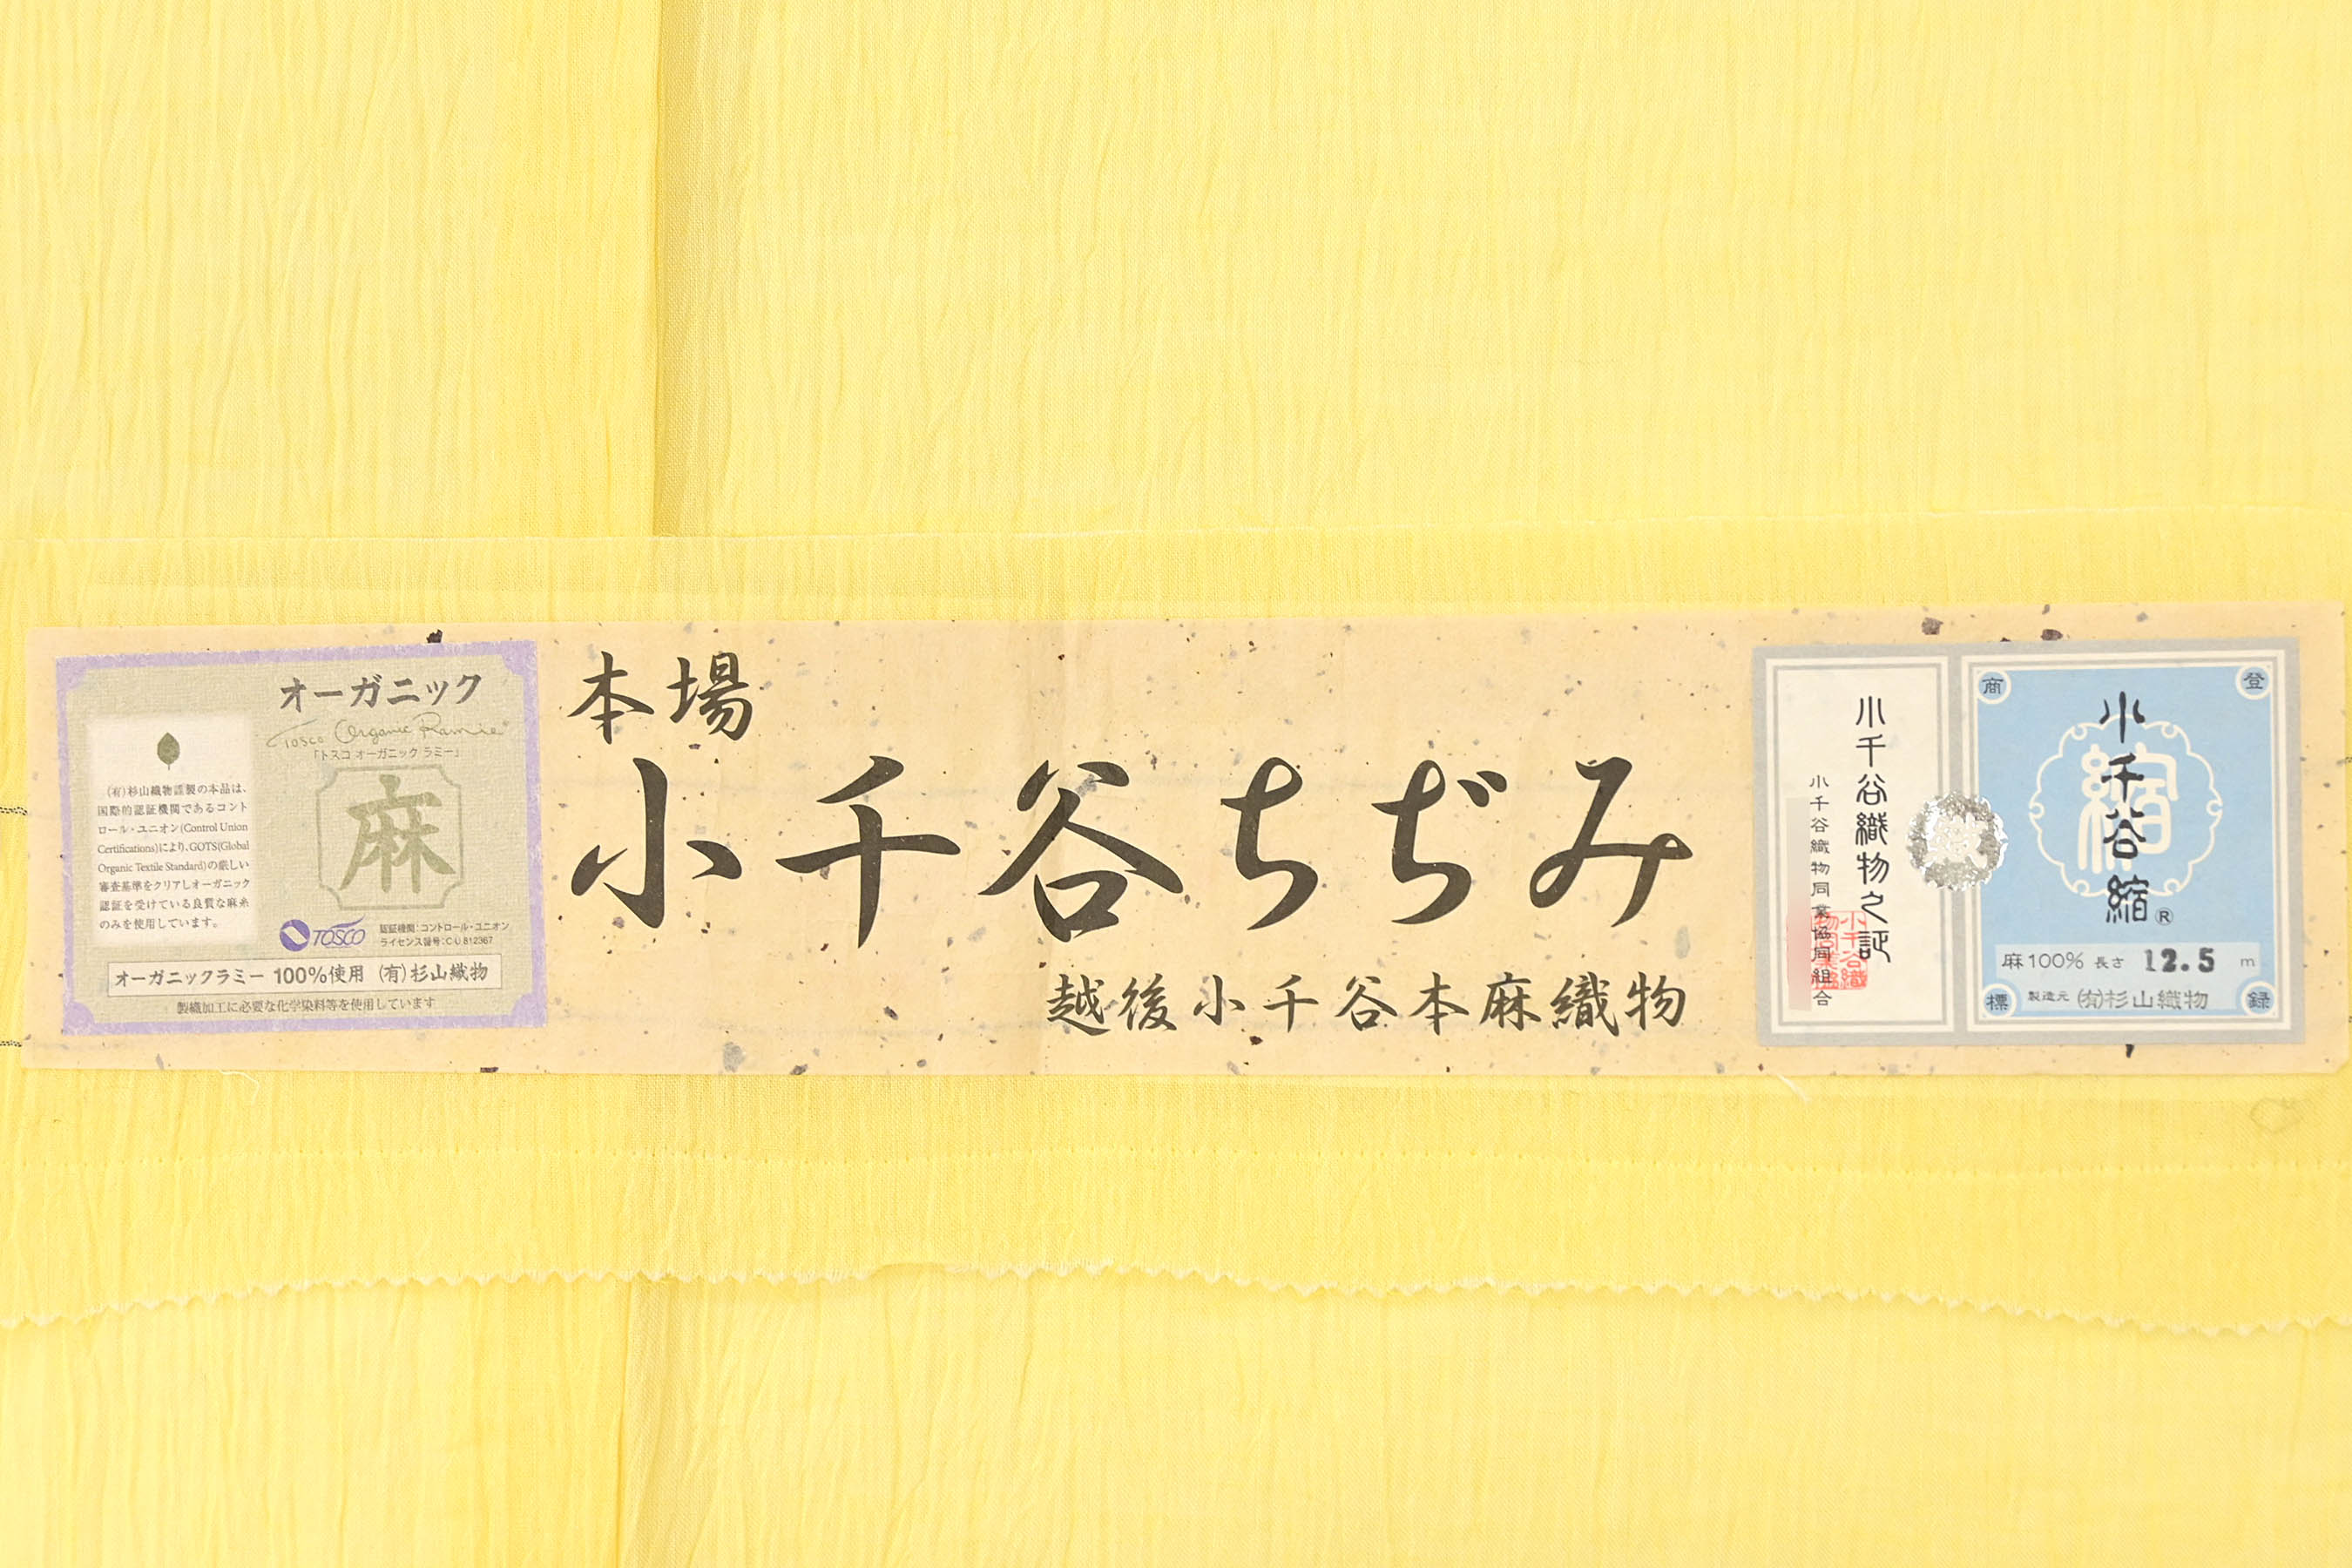 オーガニック
Tosco Organic Ramie
「トスコ オーガニック ラミー」
(有)杉山織物謹製の本品は、
国際的認証機関であるコント
ロール・ユニオン(Control Union
Certifications)により、GOTS(Global
Organic Textile Standard)の厳しい
審査基準をクリアしオーガニック
認証を受けている良質な麻糸
のみを使用しています。
麻
TOSCO
認証機関:コントロール・ユニオン
ライセンス番号:CU812367
オーガニックラミー 100%使用 (有)杉山織物
製織加工に必要な化学染料等を使用しています
本場
小千谷ちぢみ
越後小千谷本麻織物
小千谷織物之証
小千谷織物同業協同組合
登
録
商
標
縮
小千谷縮®
麻100% 長さ 12.5 m
製造元 (有)杉山織物